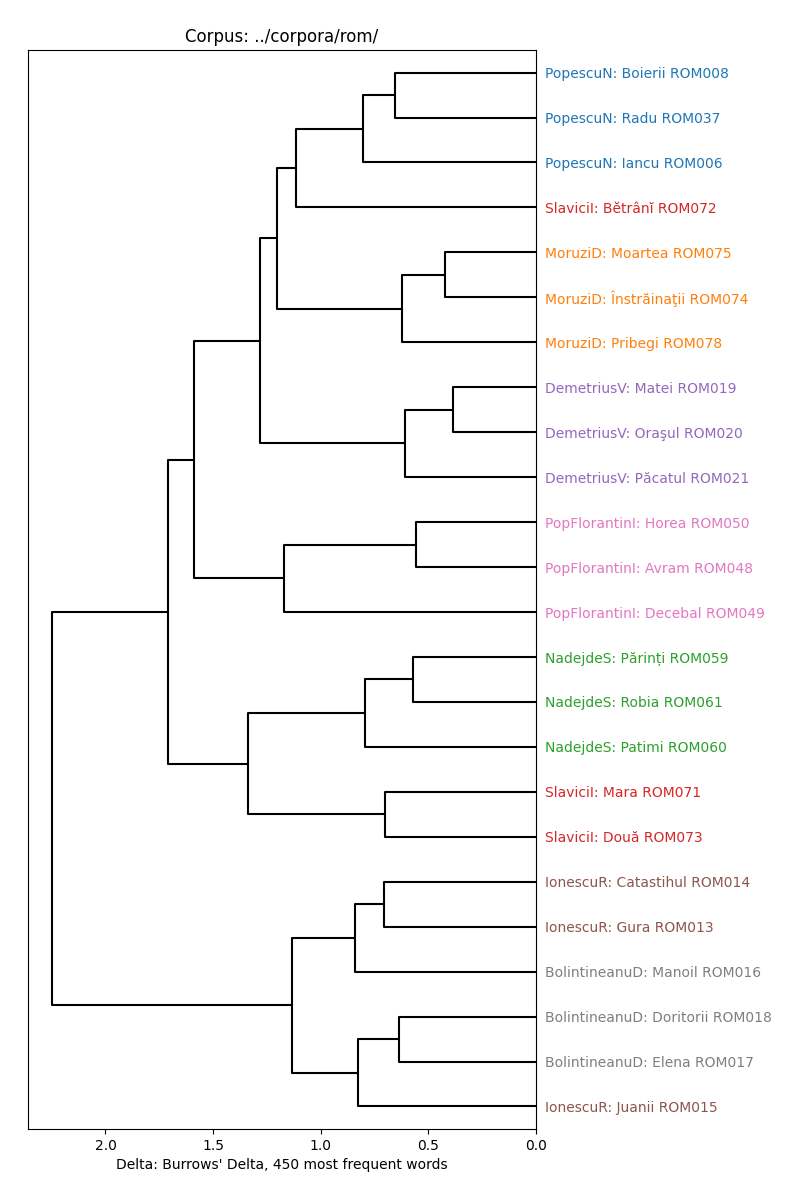 Corpus: ../corpora/rom/
PopescuN: Boierii ROM008
PopescuN: Radu ROM037
PopescuN: Iancu ROM006
SlaviciI: Bĕtrânĭ ROM072
MoruziD: Moartea ROM075
MoruziD: Înstrăinaţii ROM074
MoruziD: Pribegi ROM078
DemetriusV: Matei ROM019
DemetriusV: Oraşul ROM020
DemetriusV: Păcatul ROM021
PopFlorantinI: Horea ROM050
PopFlorantinI: Avram ROM048
PopFlorantinI: Decebal ROM049
NadejdeS: Părinți ROM059
NadejdeS: Robia ROM061
NadejdeS: Patimi ROM060
SlaviciI: Mara ROM071
SlaviciI: Două ROM073
IonescuR: Catastihul ROM014
IonescuR: Gura ROM013
BolintineanuD: Manoil ROM016
BolintineanuD: Doritorii ROM018
BolintineanuD: Elena ROM017
IonescuR: Juanii ROM015
2.0 1.5 1.0 0.5 0.0
Delta: Burrows' Delta, 450 most frequent words